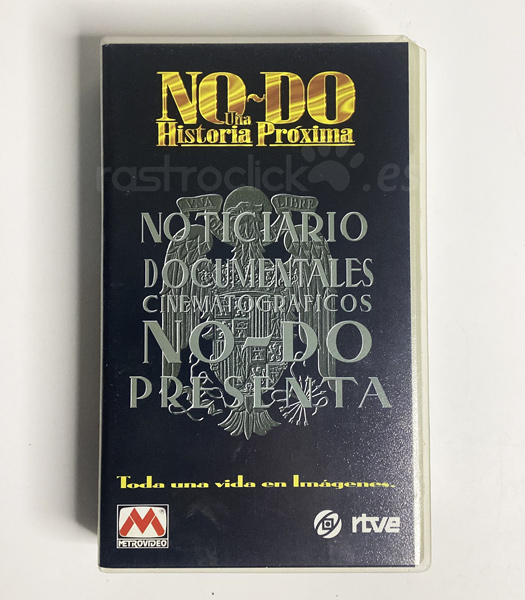 NO~DO
Una
Historia Próxima
rastroclick.es
UNA LIBRE
NOTICIARIO
DOCUMENTALES
CINEMATOGRÁFICOS
NO-DO
PRESENTA
Toda una vida en Imágenes.
METROVIDEO
rtve